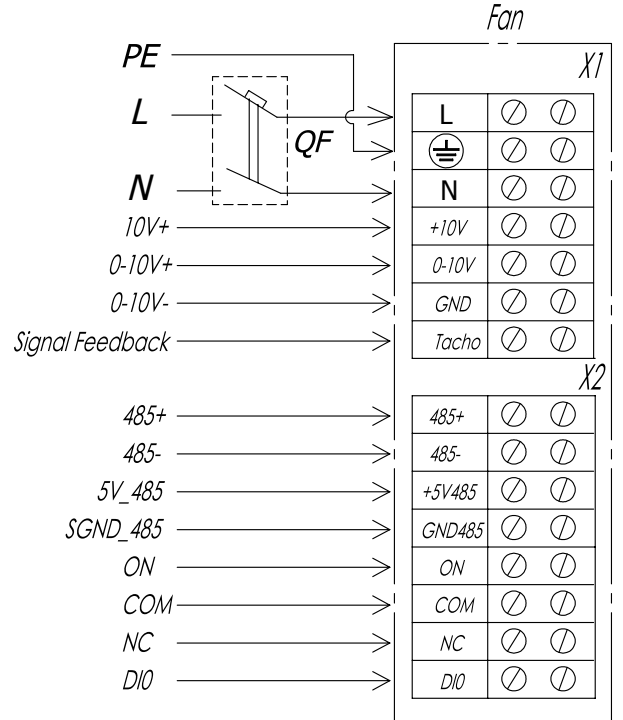 Fan
X1
PE
L L
QF
N N
10V+ +10V
0-10V+ 0-10V
0-10V- GND
Signal Feedback Tacho
X2
485+ 485+
485- 485-
5V_485 +5V485
SGND_485 GND485
ON ON
COM COM
NC NC
DI0 DI0